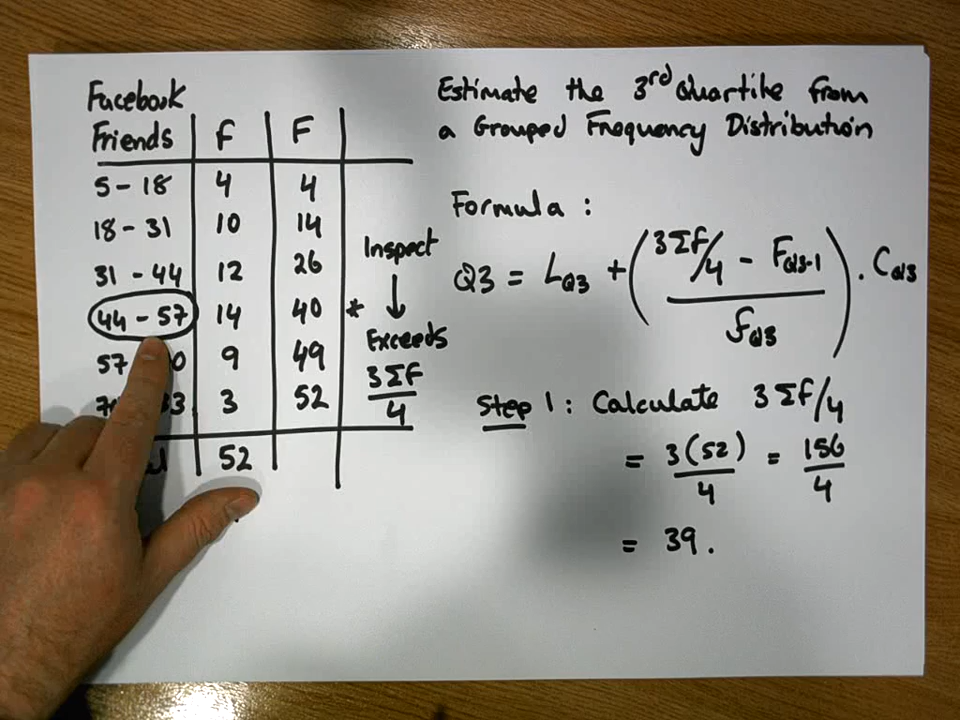 Facebook
Friends f F
5 - 18 4 4
18 - 31 10 14
31 - 44 12 26
44 - 57 14 40 *
57 9 49
3 52
52
Inspect
↓
Exceeds
3Σf
4
Estimate the 3rd Quartile from
a Grouped Frequency Distribution
Formula :
Q3 = LQ3 + ( 3Σf/4 - FQ3-1 / fQ3 ) . CQ3
Step 1 : Calculate 3Σf/4
= 3(52)/4 = 156/4
= 39.